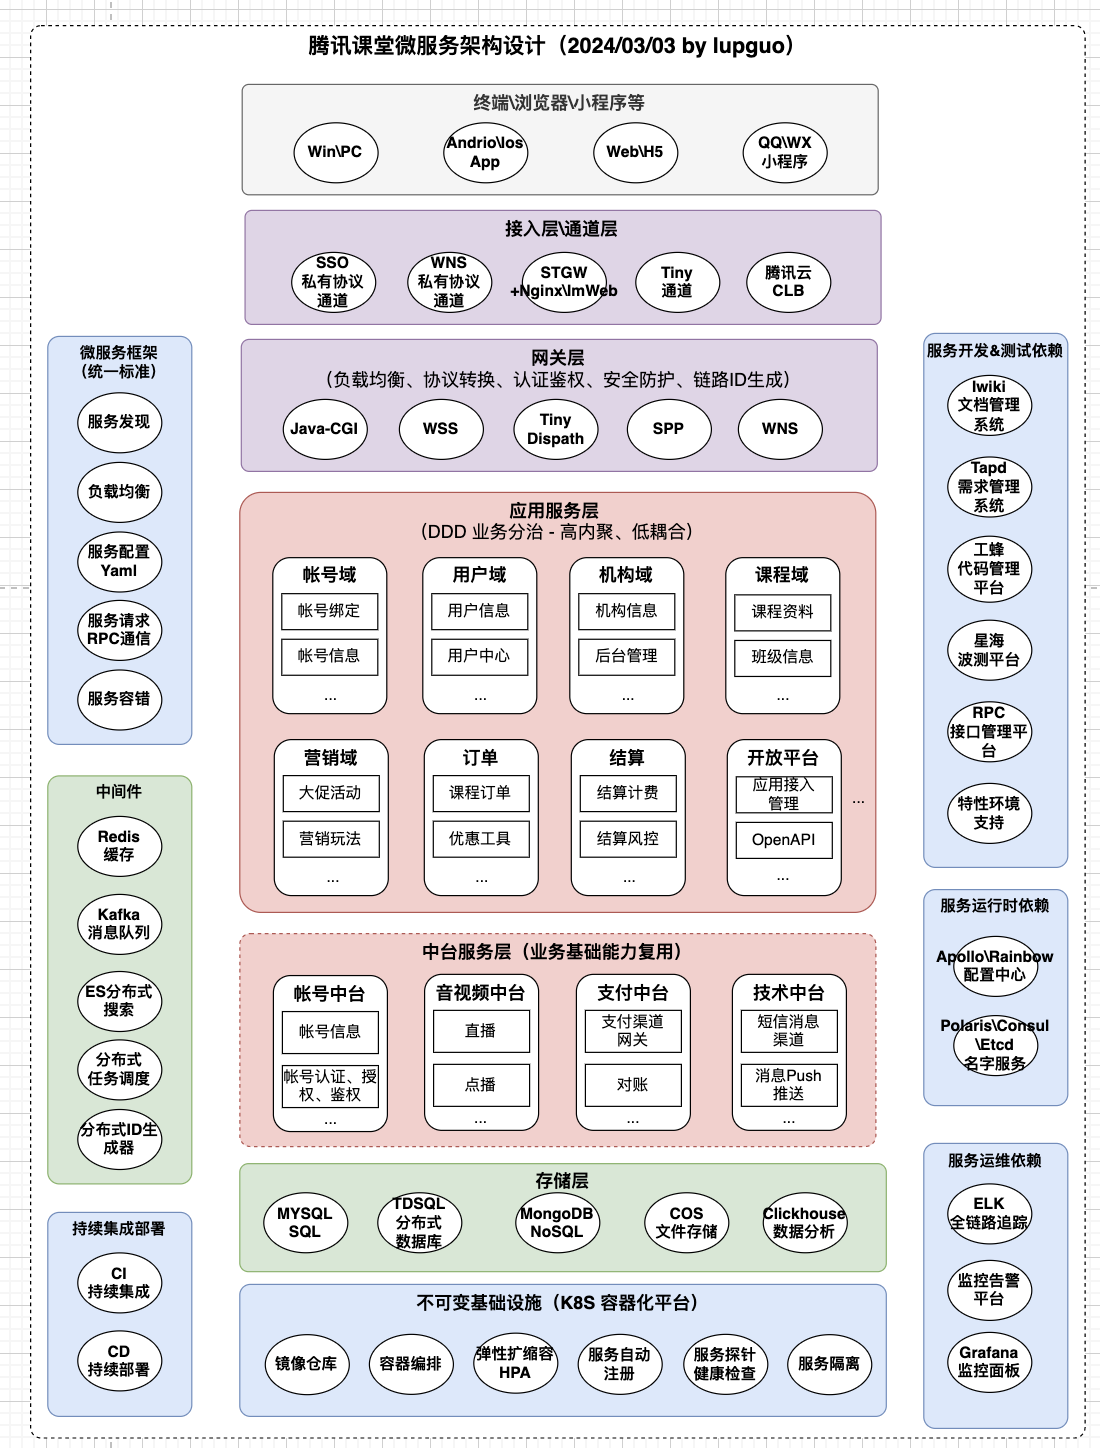 腾讯课堂微服务架构设计（2024/03/03 by lupguo）
终端\浏览器\小程序等
Win\PC
Andrio\Ios
App
Web\H5
QQ\WX
小程序
接入层\通道层
SSO
私有协议
通道
WNS
私有协议
通道
STGW
+Nginx\ImWeb
Tiny
通道
腾讯云
CLB
网关层
（负载均衡、协议转换、认证鉴权、安全防护、链路ID生成）
Java-CGI
WSS
Tiny
Dispath
SPP
WNS
微服务框架
（统一标准）
服务发现
负载均衡
服务配置
Yaml
服务请求
RPC通信
服务容错
应用服务层
（DDD 业务分治 - 高内聚、低耦合）
帐号域
帐号绑定
帐号信息
...
用户域
用户信息
用户中心
...
机构域
机构信息
后台管理
...
课程域
课程资料
班级信息
...
营销域
大促活动
营销玩法
...
订单
课程订单
优惠工具
...
结算
结算计费
结算风控
...
开放平台
应用接入
管理
OpenAPI
...
...
服务开发&测试依赖
Iwiki
文档管理
系统
Tapd
需求管理
系统
工蜂
代码管理
平台
星海
波测平台
RPC
接口管理平
台
特性环境
支持
中间件
Redis
缓存
Kafka
消息队列
ES分布式
搜索
分布式
任务调度
分布式ID生
成器
中台服务层（业务基础能力复用）
帐号中台
帐号信息
帐号认证、授
权、鉴权
...
音视频中台
直播
点播
...
支付中台
支付渠道
网关
对账
...
技术中台
短信消息
渠道
消息Push
推送
...
服务运行时依赖
Apollo\Rainbow
配置中心
Polaris\Consul
\Etcd
名字服务
存储层
MYSQL
SQL
TDSQL
分布式
数据库
MongoDB
NoSQL
COS
文件存储
Clickhouse
数据分析
持续集成部署
CI
持续集成
CD
持续部署
不可变基础设施（K8S 容器化平台）
镜像仓库
容器编排
弹性扩缩容
HPA
服务自动
注册
服务探针
健康检查
服务隔离
服务运维依赖
ELK
全链路追踪
监控告警
平台
Grafana
监控面板